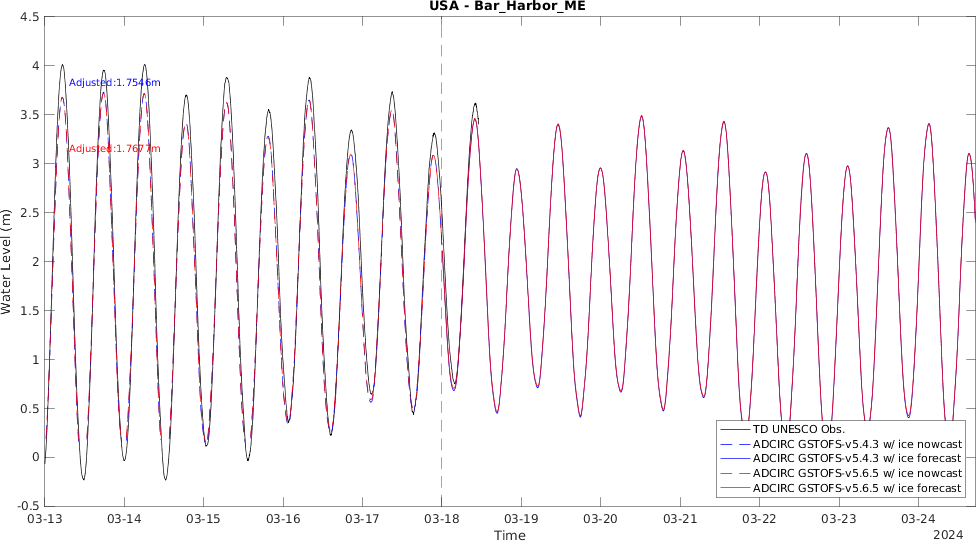 USA - Bar_Harbor_ME
4.5
4
3.5
3
2.5
2
1.5
1
0.5
0
-0.5
Water Level (m)
Adjusted:1.7546m
Adjusted:1.7677m
TD UNESCO Obs.
ADCIRC GSTOFS-v5.4.3 w/ ice nowcast
ADCIRC GSTOFS-v5.4.3 w/ ice forecast
ADCIRC GSTOFS-v5.6.5 w/ ice nowcast
ADCIRC GSTOFS-v5.6.5 w/ ice forecast
03-13 03-14 03-15 03-16 03-17 03-18 03-19 03-20 03-21 03-22 03-23 03-24
Time
2024